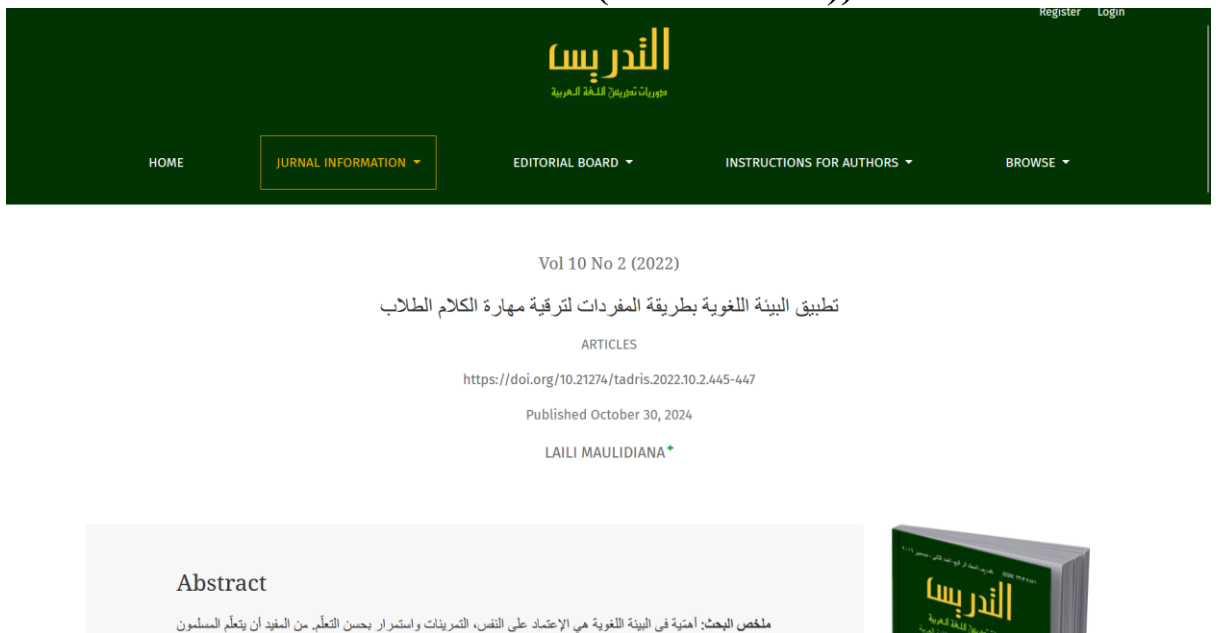 Register Login
التدريس
دوريات تدريس اللغة العربية
HOME JURNAL INFORMATION EDITORIAL BOARD INSTRUCTIONS FOR AUTHORS BROWSE
Vol 10 No 2 (2022)
تطبيق البيئة اللغوية بطريقة المفردات لترقية مهارة الكلام الطلاب
ARTICLES
https://doi.org/10.21274/tadris.2022.10.2.445-447
Published October 30, 2024
LAILI MAULIDIANA+
Abstract
ملخص البحث: أهمّية في البيئة اللغوية هي الإعتماد على النفس، التمرينات واستمرار بحسن التعلّم. من المفيد أن يتعلّم المسلمون
التدريس